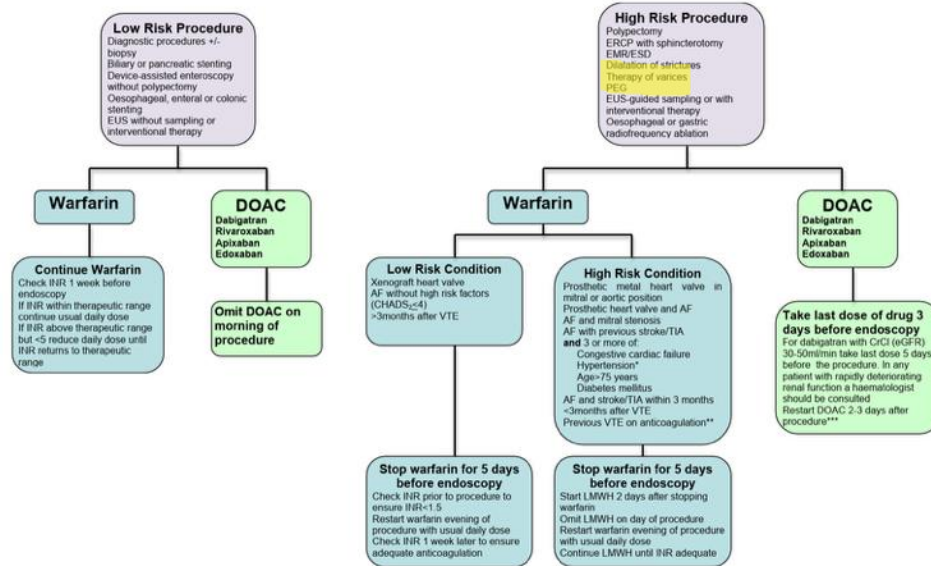 Low Risk Procedure
Diagnostic procedures +/-
biopsy
Biliary or pancreatic stenting
Device-assisted enteroscopy
without polypectomy
Oesophageal, enteral or colonic
stenting
EUS without sampling or
interventional therapy
High Risk Procedure
Polypectomy
ERCP with sphincterotomy
EMR/ESD
Dilatation of strictures
Therapy of varices
PEG
EUS-guided sampling or with
interventional therapy
Oesophageal or gastric
radiofrequency ablation
Warfarin
DOAC
Dabigatran
Rivaroxaban
Apixaban
Edoxaban
Continue Warfarin
Check INR 1 week before
endoscopy
If INR within therapeutic range
continue usual daily dose
If INR above therapeutic range
but <5 reduce daily dose until
INR returns to therapeutic
range
Omit DOAC on
morning of
procedure
Warfarin
DOAC
Dabigatran
Rivaroxaban
Apixaban
Edoxaban
Low Risk Condition
Xenograft heart valve
AF without high risk factors
(CHADS₂≤4)
>3months after VTE
High Risk Condition
Prosthetic metal heart valve in
mitral or aortic position
Prosthetic heart valve and AF
AF and mitral stenosis
AF with previous stroke/TIA
and 3 or more of:
Congestive cardiac failure
Hypertension*
Age>75 years
Diabetes mellitus
AF and stroke/TIA within 3 months
<3months after VTE
Previous VTE on anticoagulation**
Take last dose of drug 3
days before endoscopy
For dabigatran with CrCl (eGFR)
30-50ml/min take last dose 5 days
before the procedure. In any
patient with rapidly deteriorating
renal function a haematologist
should be consulted
Restart DOAC 2-3 days after
procedure***
Stop warfarin for 5 days
before endoscopy
Check INR prior to procedure to
ensure INR<1.5
Restart warfarin evening of
procedure with usual daily dose
Check INR 1 week later to ensure
adequate anticoagulation
Stop warfarin for 5 days
before endoscopy
Start LMWH 2 days after stopping
warfarin
Omit LMWH on day of procedure
Restart warfarin evening of procedure
with usual daily dose
Continue LMWH until INR adequate